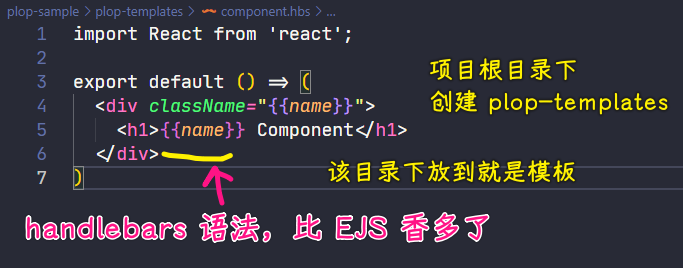 plop-sample > plop-templates > component.hbs > ...
1 import React from 'react';
2
3 export default () => (
4 <div className="{{name}}">
5 <h1>{{name}} Component</h1>
6 </div>
7 )
项目根目录下
创建 plop-templates
该目录下放到就是模板
handlebars 语法，比 EJS 香多了